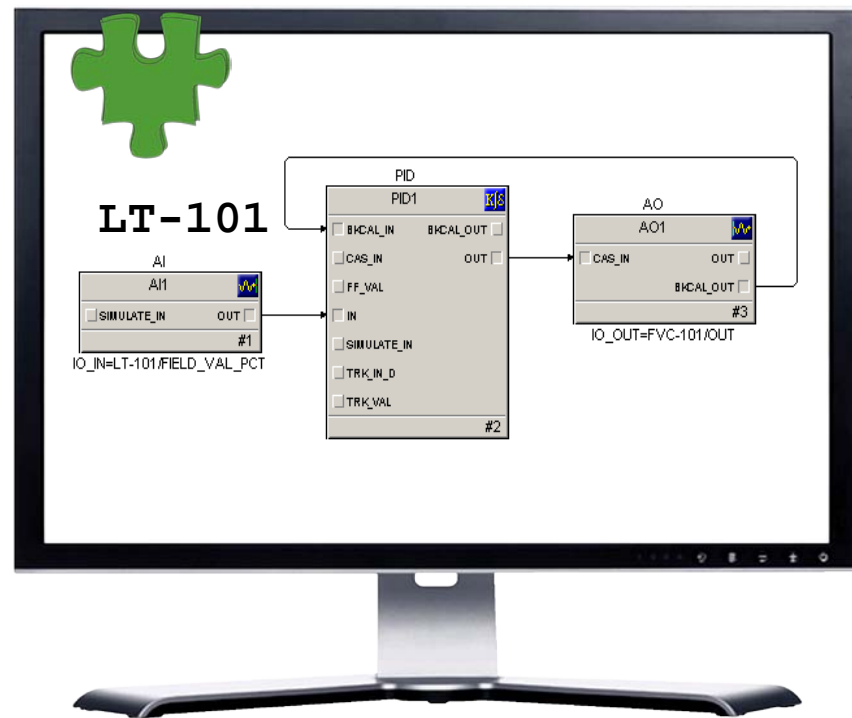 LT-101
AI
AI1
SIMULATE_IN OUT
#1
IO_IN=LT-101/FIELD_VAL_PCT
PID
PID1
BKCAL_IN BKCAL_OUT
CAS_IN OUT
FF_VAL
IN
SIMULATE_IN
TRK_IN_D
TRK_VAL
#2
AO
AO1
CAS_IN OUT
BKCAL_OUT
#3
IO_OUT=FVC-101/OUT